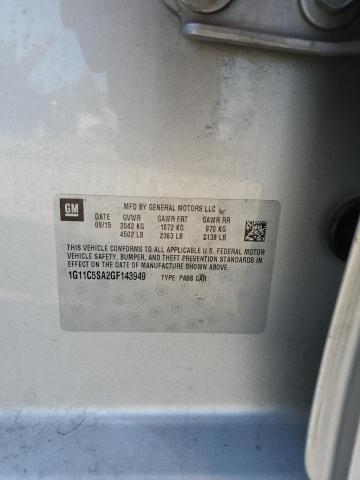 GM
MFD BY GENERAL MOTORS LLC
DATE GVWR GAWR FRT GAWR RR
09/15 2042 KG 1072 KG 970 KG
4502 LB 2363 LB 2139 LB
THIS VEHICLE CONFORMS TO ALL APPLICABLE U.S. FEDERAL MOTOR
VEHICLE SAFETY, BUMPER, AND THEFT PREVENTION STANDARDS IN
EFFECT ON THE DATE OF MANUFACTURE SHOWN ABOVE.
1G11C5SA2GF143949 TYPE: PASS CAR